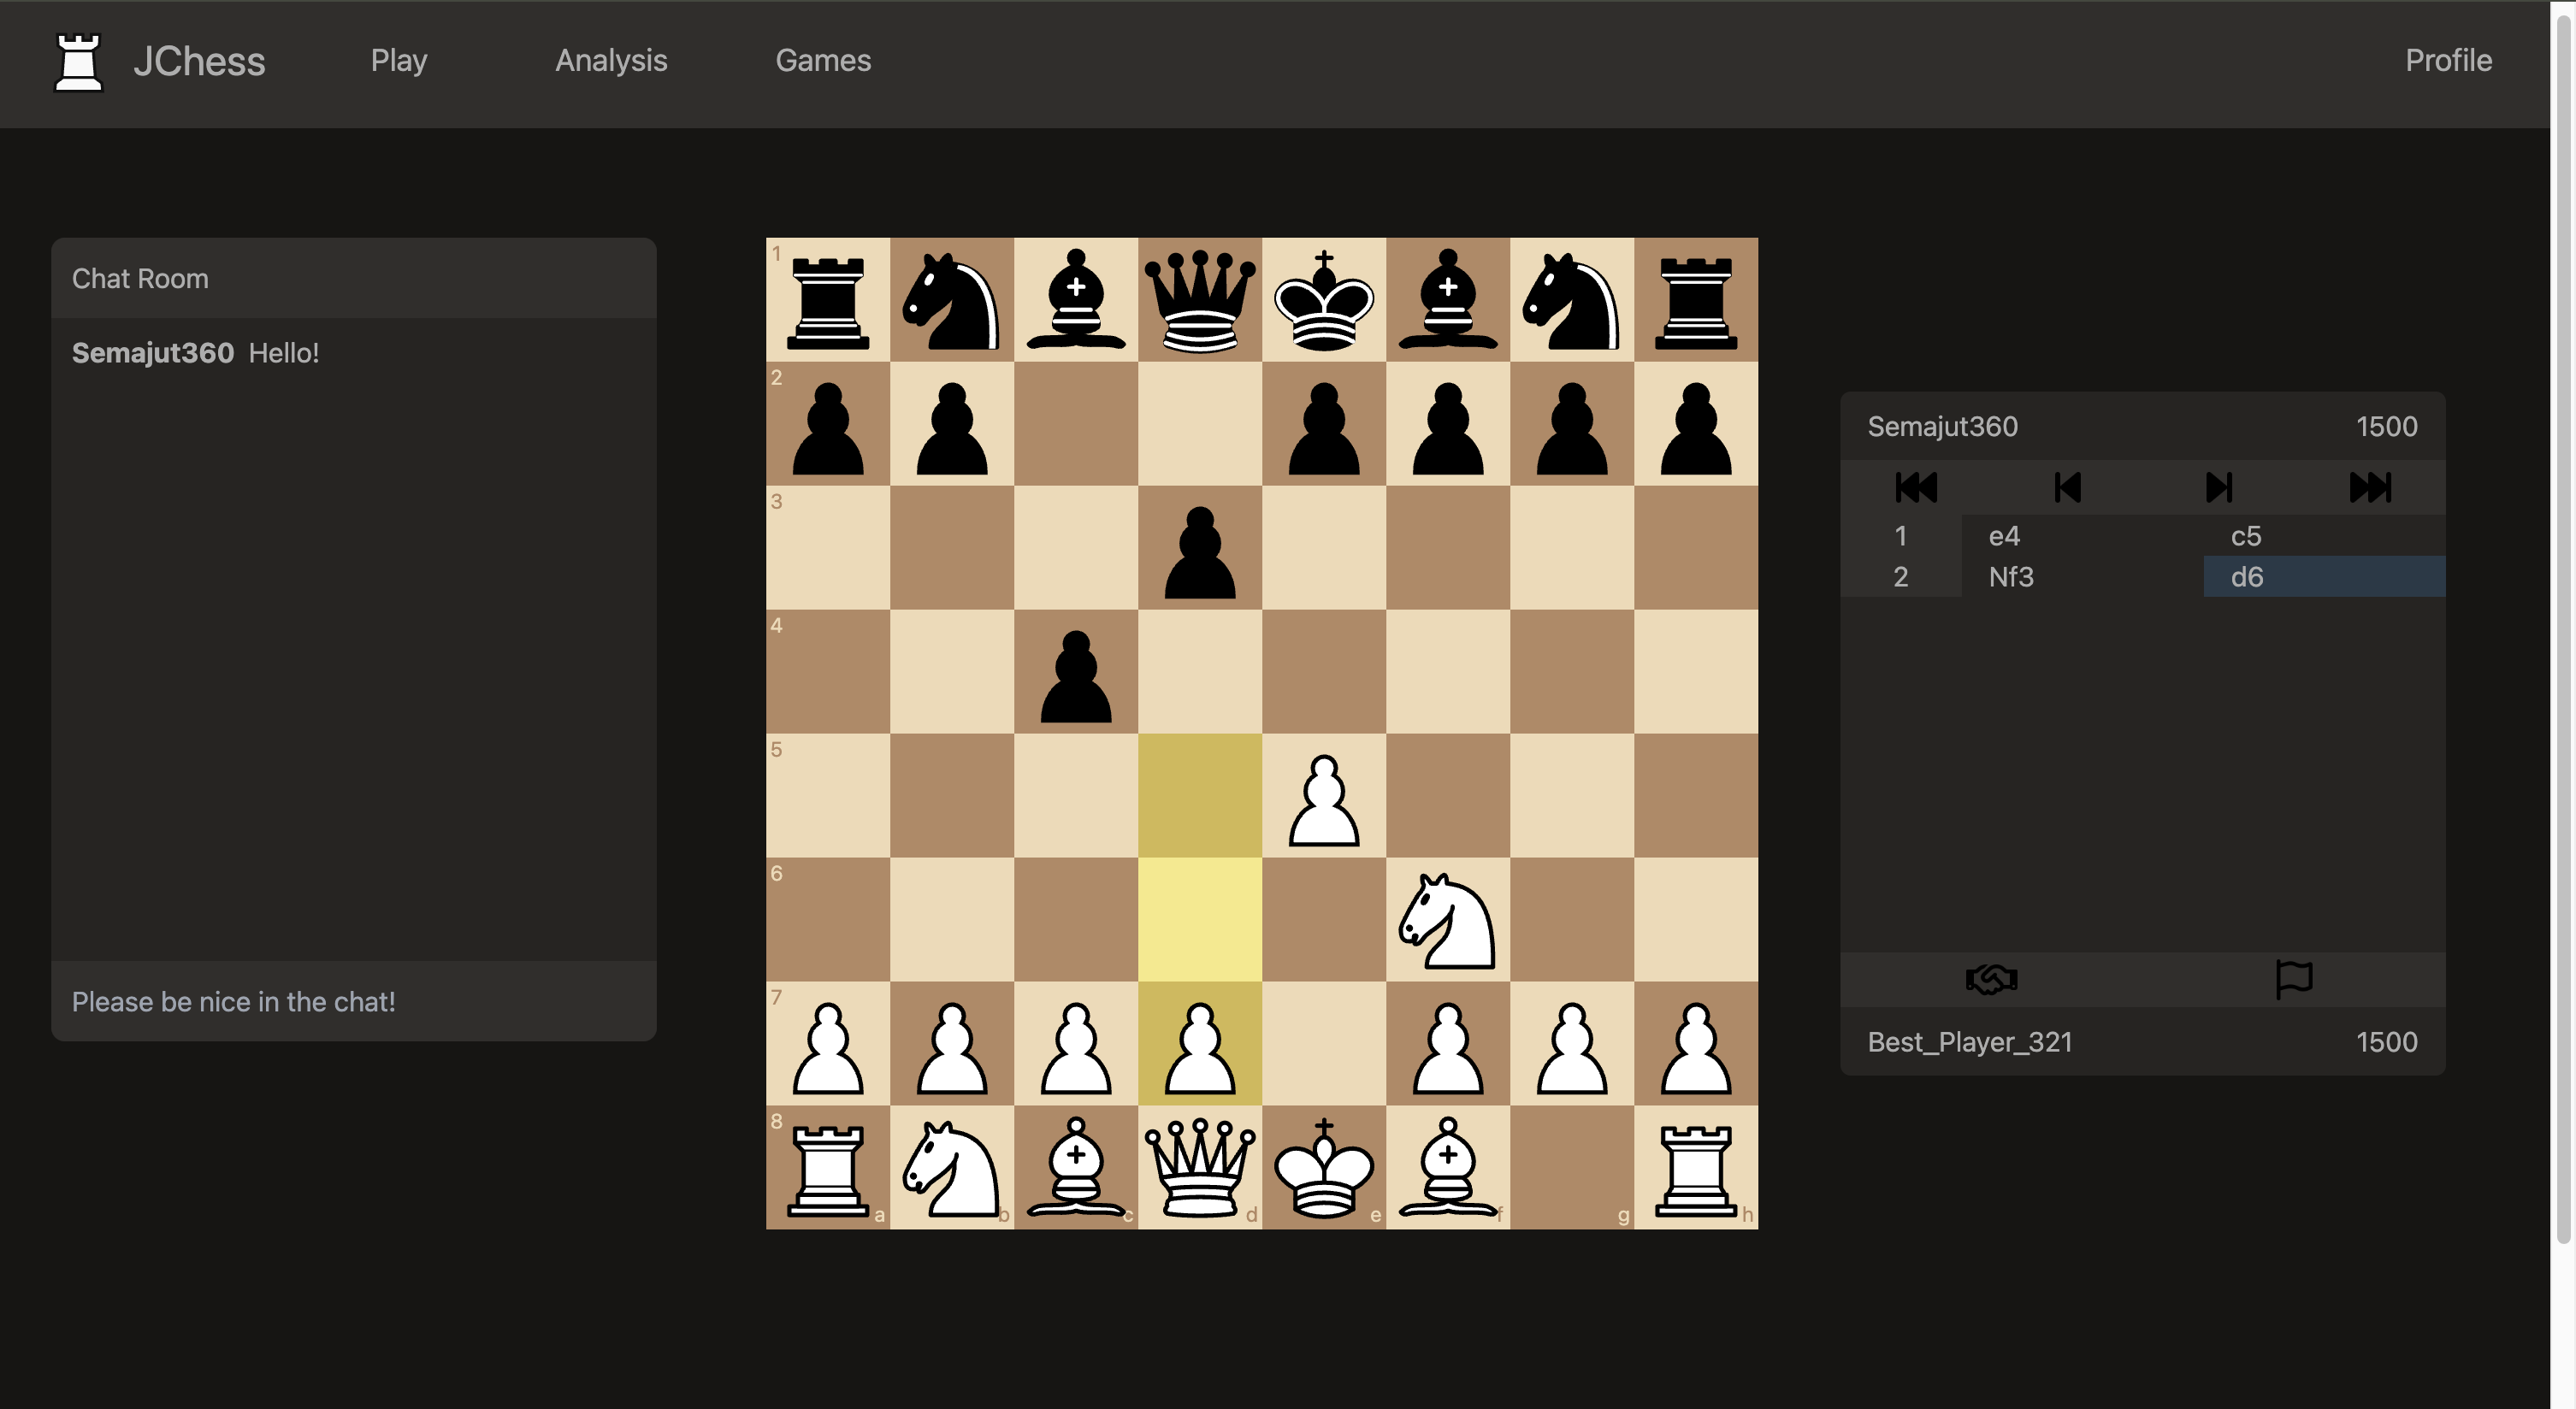 JChess Play Analysis Games Profile
Chat Room
Semajut360 Hello!
Please be nice in the chat!
1
2
3
4
5
6
7
8
a b c d e f g h
Semajut360 1500
1 e4 c5
2 Nf3 d6
Best_Player_321 1500